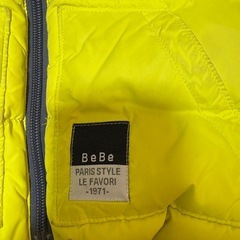 BeBe
PARIS STYLE
LE FAVORI
-1971-